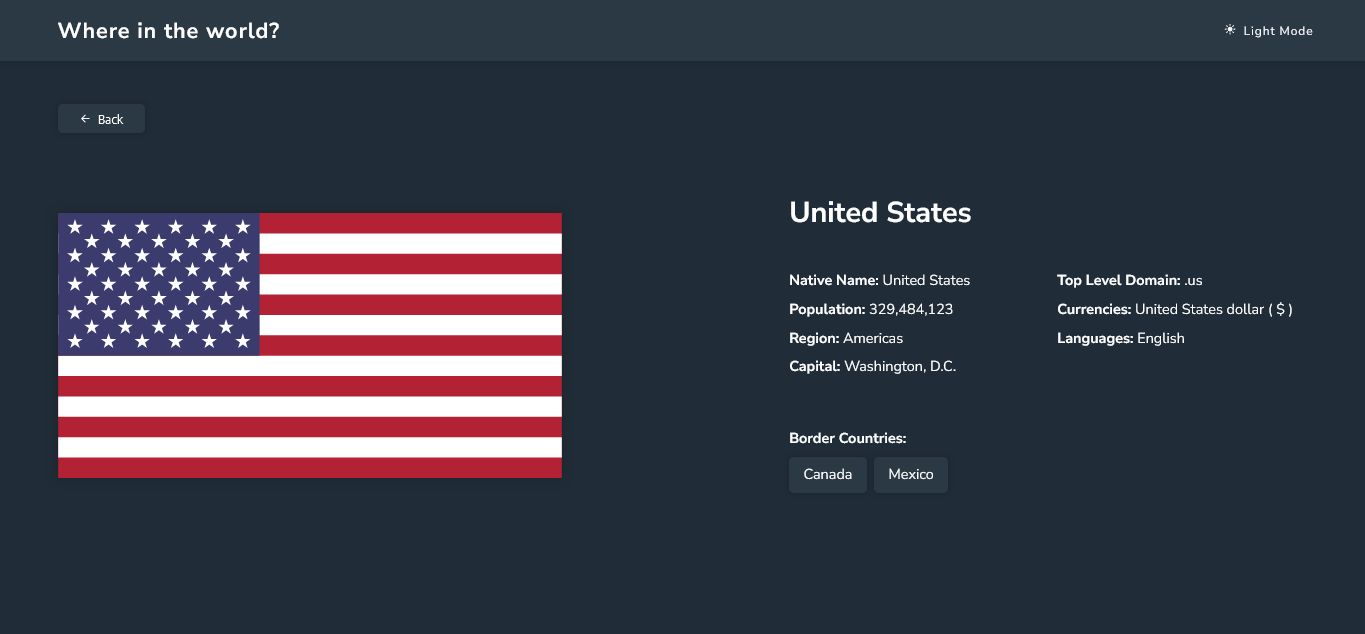 Where in the world?
Light Mode
Back
United States
Native Name: United States
Population: 329,484,123
Region: Americas
Capital: Washington, D.C.
Top Level Domain: .us
Currencies: United States dollar ( $ )
Languages: English
Border Countries:
Canada
Mexico